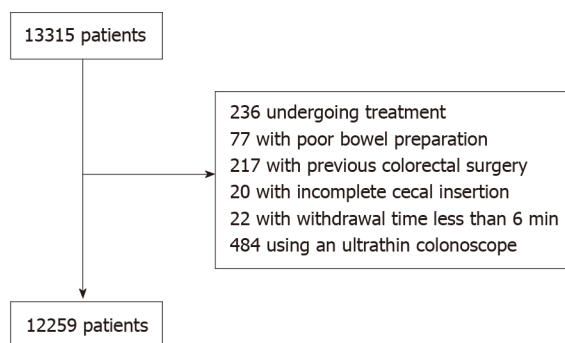 13315 patients
236 undergoing treatment
77 with poor bowel preparation
217 with previous colorectal surgery
20 with incomplete cecal insertion
22 with withdrawal time less than 6 min
484 using an ultrathin colonoscope
12259 patients